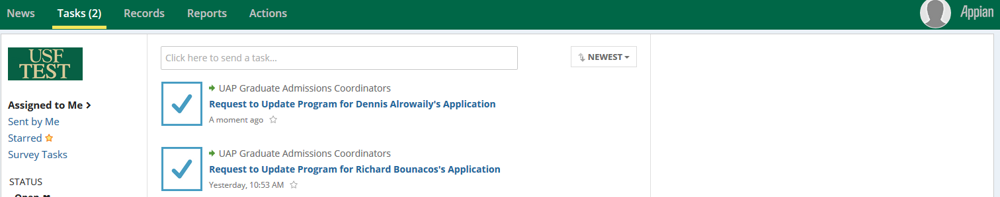 News Tasks (2) Records Reports Actions Appian
USF
TEST
Click here to send a task...
NEWEST
Assigned to Me
Sent by Me
Starred
Survey Tasks
STATUS
Open
UAP Graduate Admissions Coordinators
Request to Update Program for Dennis Alrowaily's Application
A moment ago
UAP Graduate Admissions Coordinators
Request to Update Program for Richard Bounacos's Application
Yesterday, 10:53 AM